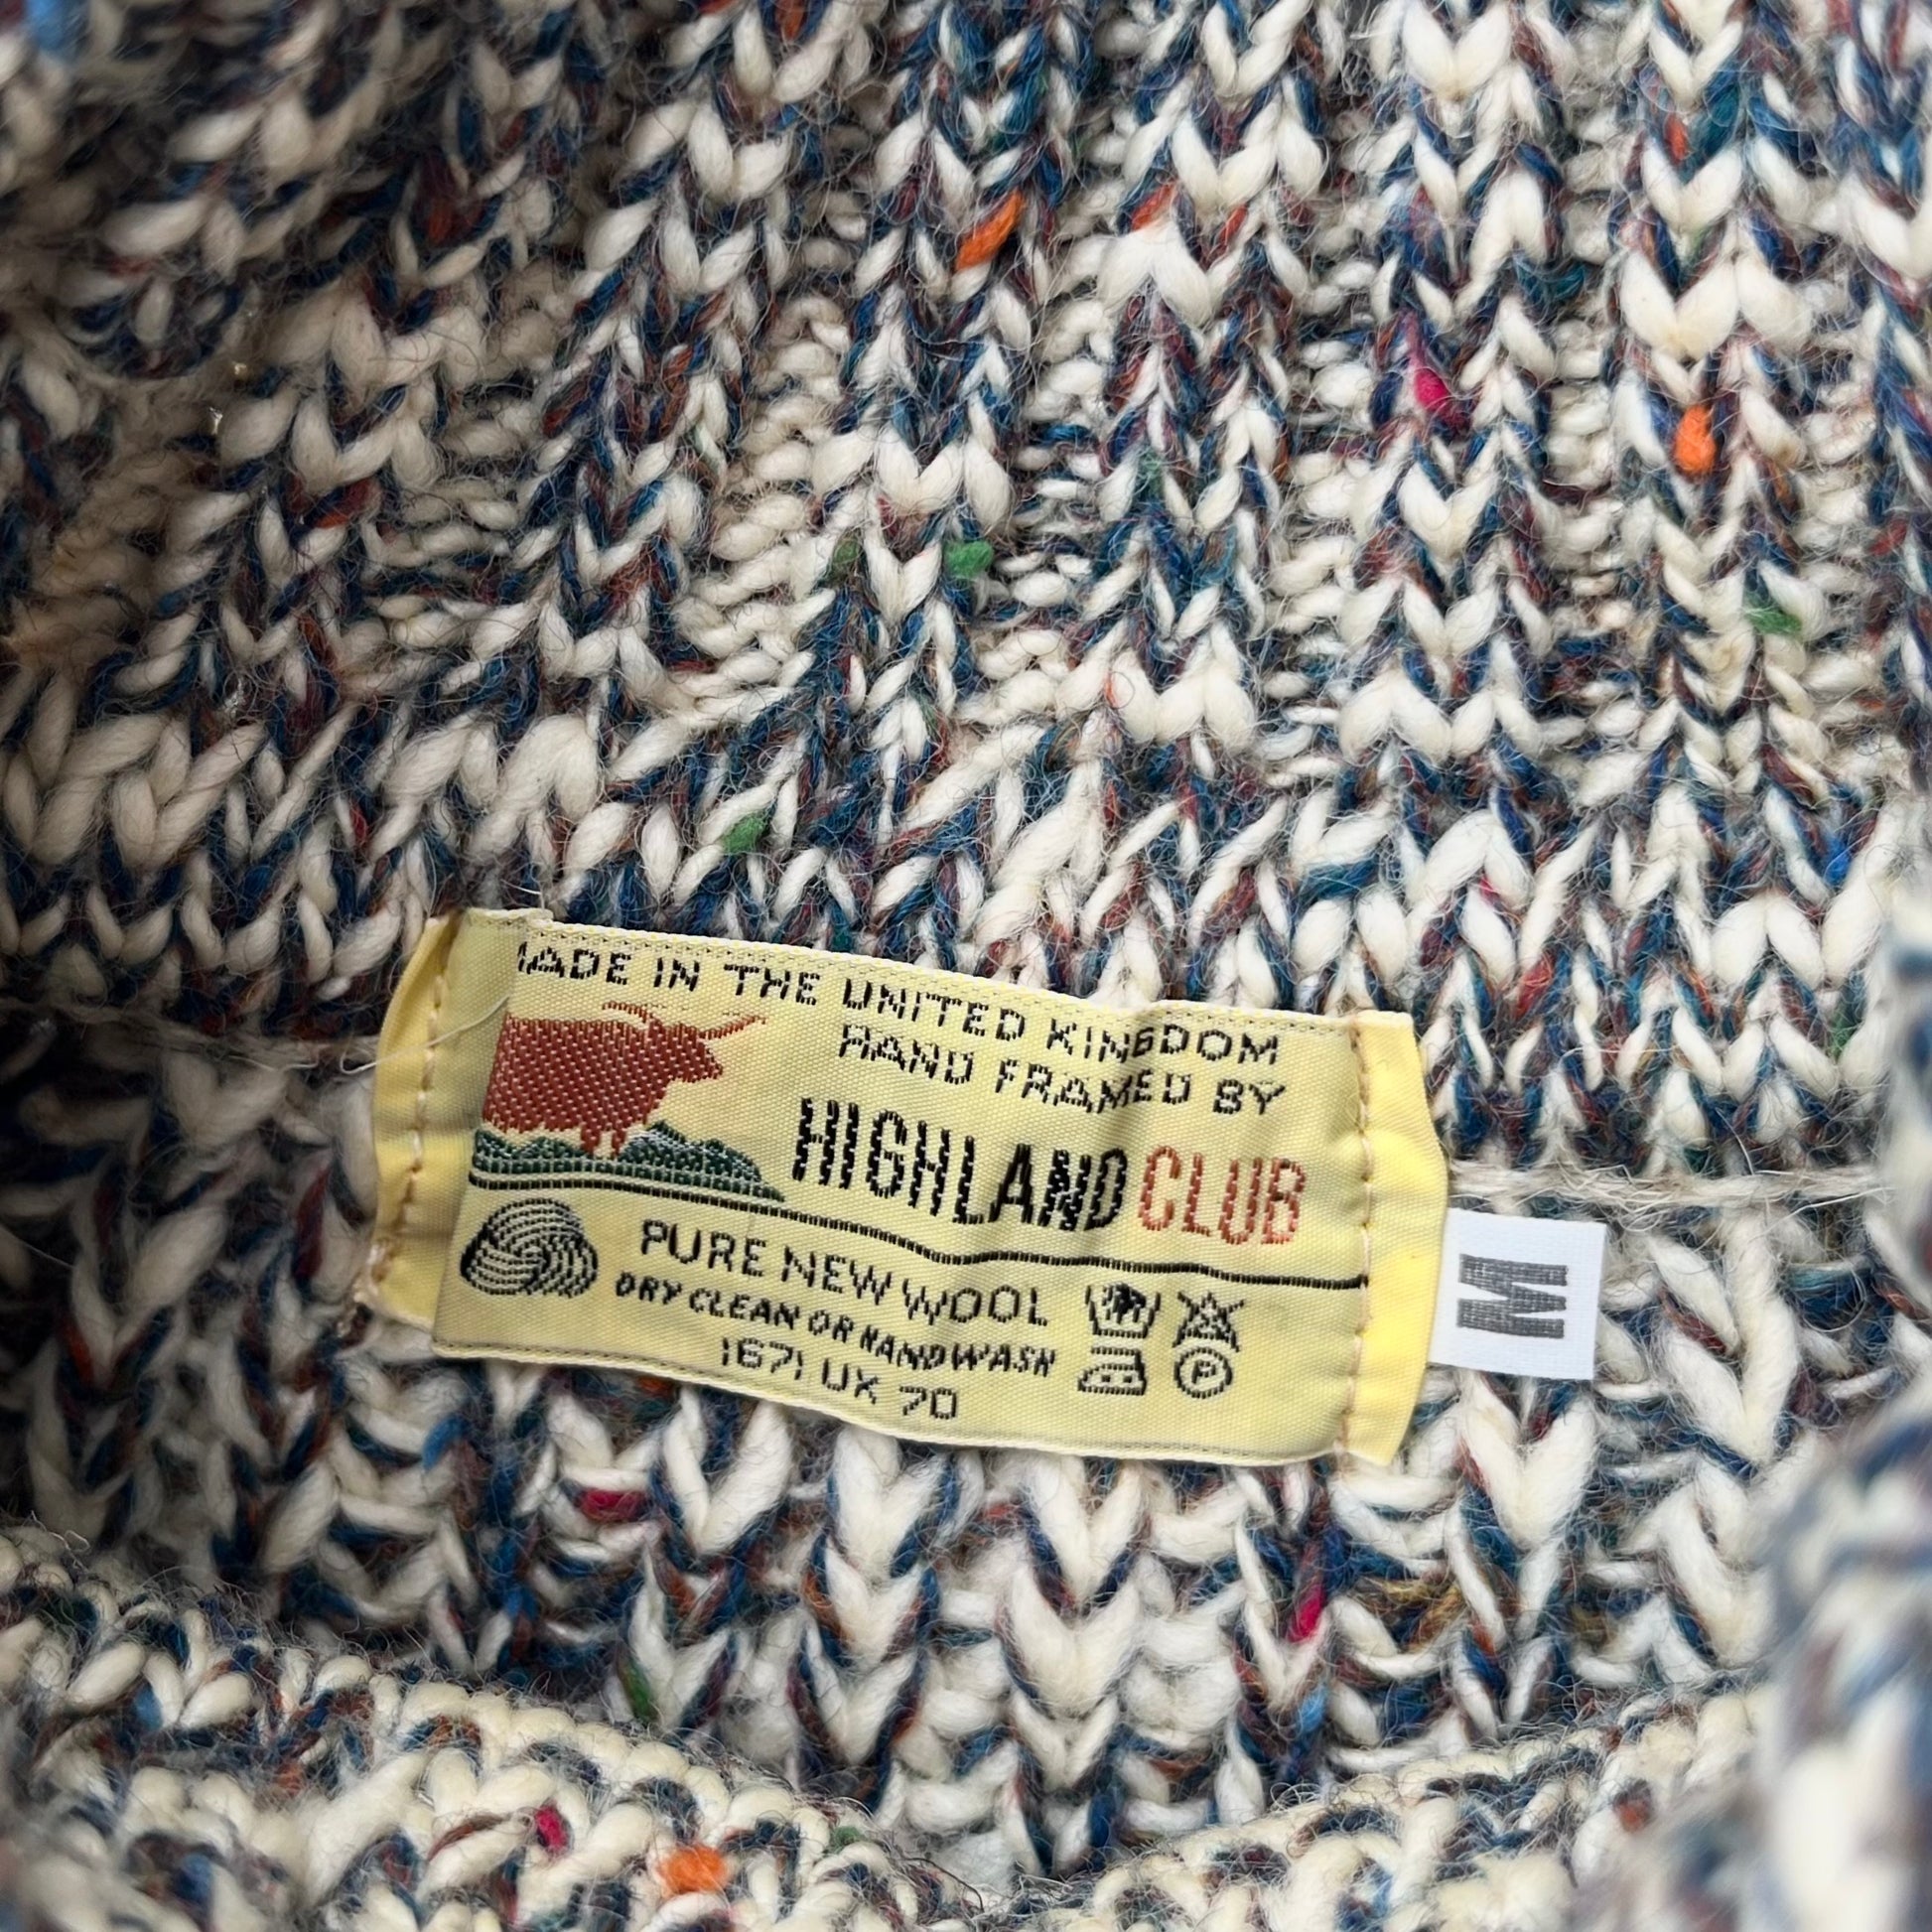 MADE IN THE UNITED KINGDOM
HAND FRAMED BY
HIGHLAND CLUB
PURE NEW WOOL
DRY CLEAN OR HANDWASH
1671 UX 70
P
M